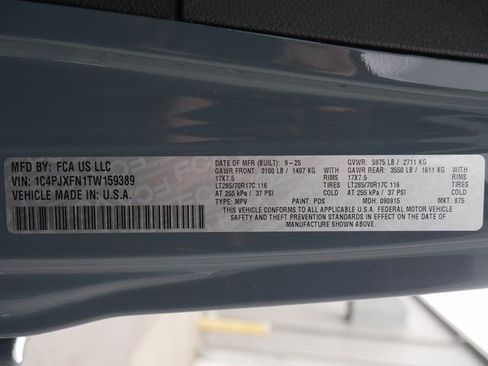 MFD BY: FCA US LLC
VIN: 1C4PJXFN1TW159389
VEHICLE MADE IN: U.S.A.
DATE OF MFR (BUILT): 9-25 GVWR: 5975 LB / 2711 KG
GAWR FRONT: 3100 LB / 1407 KG WITH GAWR REAR: 3550 LB / 1611 KG WITH
17X7.5 RIMS 17X7.5 RIMS
LT285/70R17C 116 TIRES LT285/70R17C 116 TIRES
AT 255 kPa / 37 PSI COLD AT 255 kPa / 37 PSI COLD
TYPE: MPV PAINT: PDS MDH: 090915 MKT: 875
THIS VEHICLE CONFORMS TO ALL APPLICABLE U.S.A. FEDERAL MOTOR VEHICLE
SAFETY AND THEFT PREVENTION STANDARDS IN EFFECT ON THE DATE OF
MANUFACTURE SHOWN ABOVE.